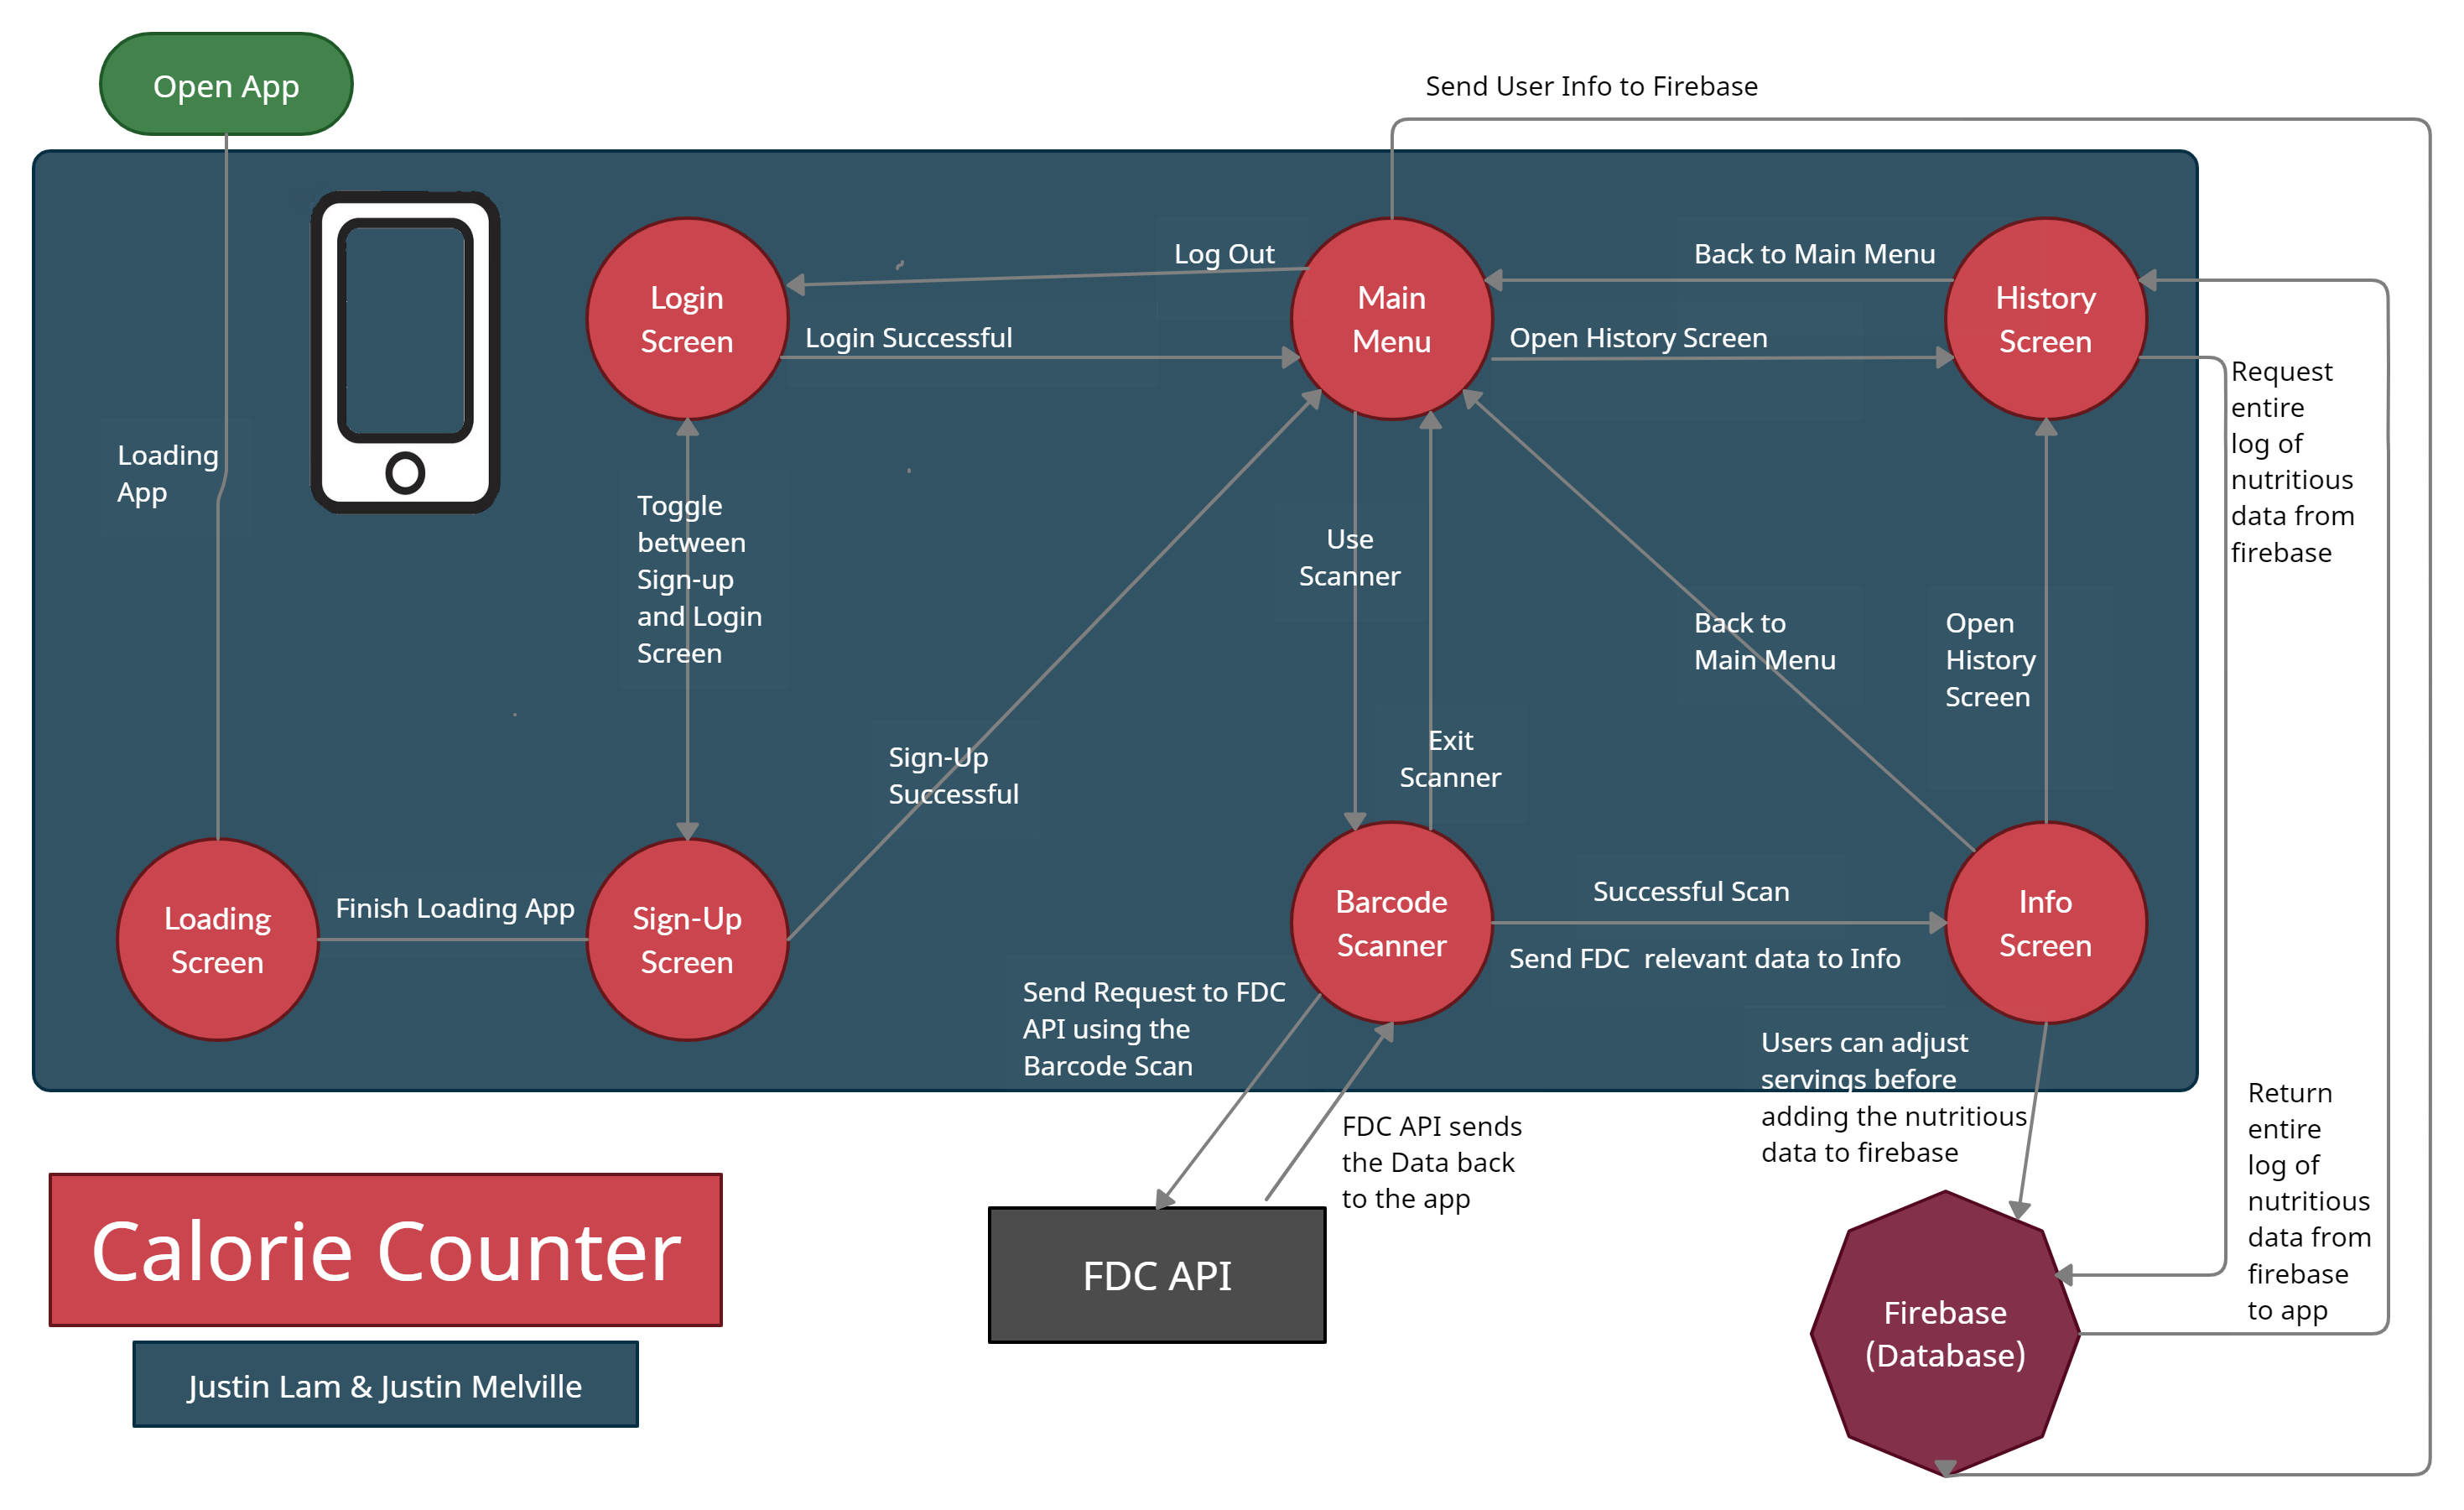 Open App
Send User Info to Firebase
Log Out
Back to Main Menu
Login
Screen
Main
Menu
History
Screen
Login Successful
Open History Screen
Request
entire
log of
nutritious
data from
firebase
Loading
App
Toggle
between
Sign-up
and Login
Screen
Use
Scanner
Back to
Main Menu
Open
History
Screen
Sign-Up
Successful
Exit
Scanner
Loading
Screen
Finish Loading App
Sign-Up
Screen
Barcode
Scanner
Successful Scan
Send FDC  relevant data to Info
Info
Screen
Send Request to FDC
API using the
Barcode Scan
Users can adjust
servings before
adding the nutritious
data to firebase
FDC API sends
the Data back
to the app
Return
entire
log of
nutritious
data from
firebase
to app
Calorie Counter
FDC API
Firebase
(Database)
Justin Lam & Justin Melville